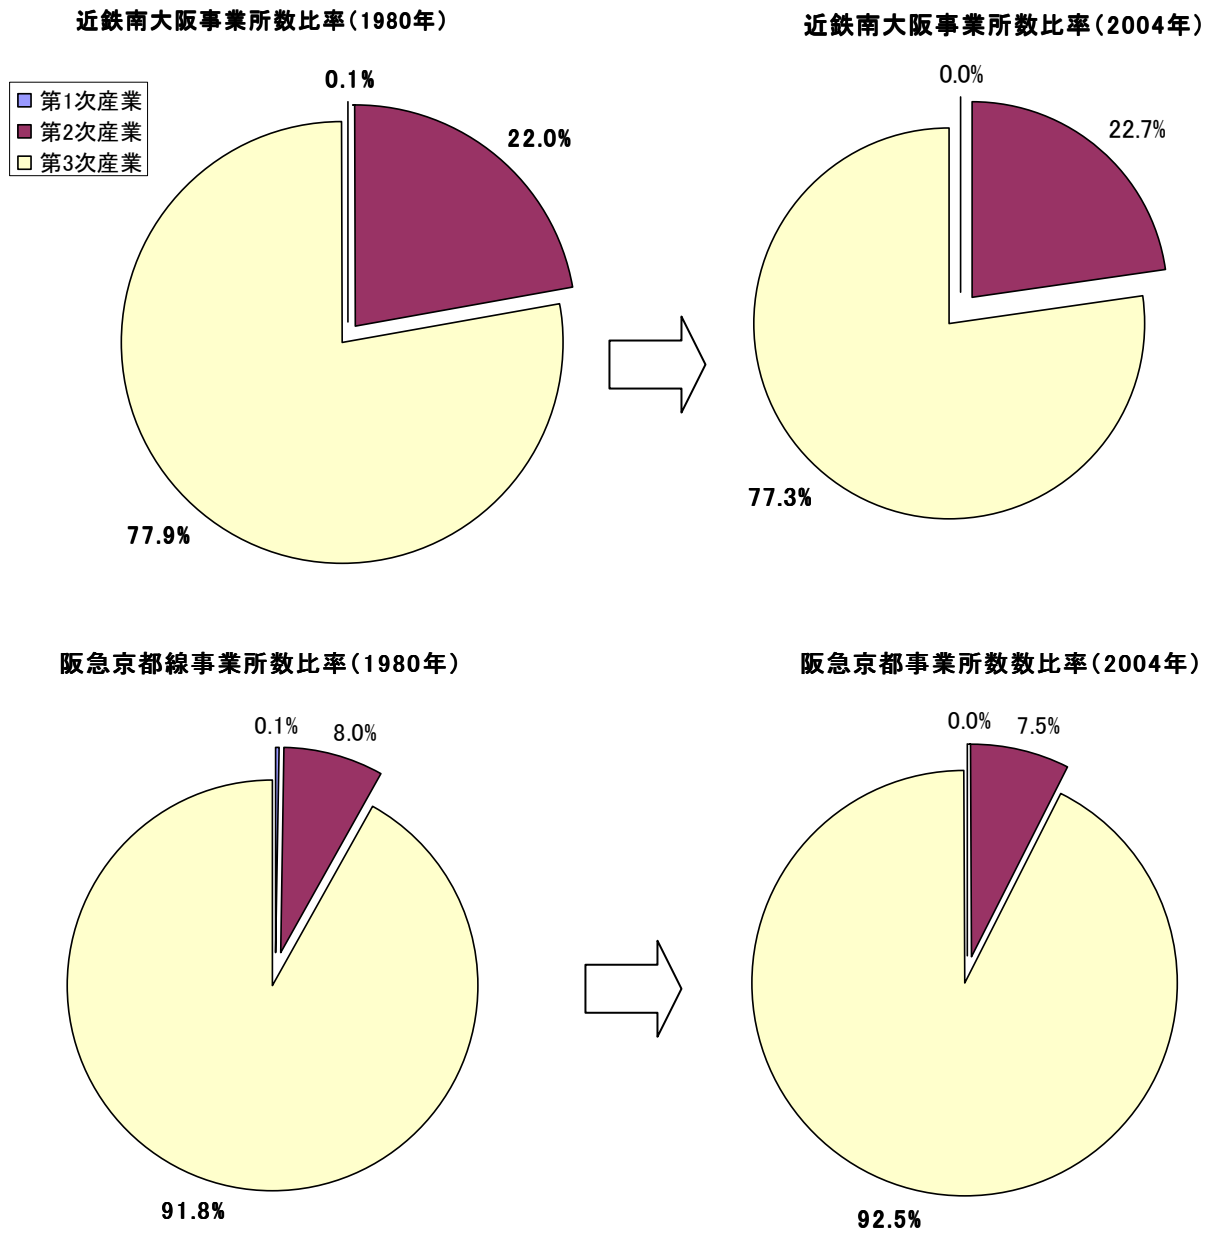 近鉄南大阪事業所数比率(1980年)
第1次産業
第2次産業
第3次産業
0.1%
22.0%
77.9%
近鉄南大阪事業所数比率(2004年)
0.0%
22.7%
77.3%
阪急京都線事業所数比率(1980年)
0.1%
8.0%
91.8%
阪急京都事業所数数比率(2004年)
0.0%
7.5%
92.5%